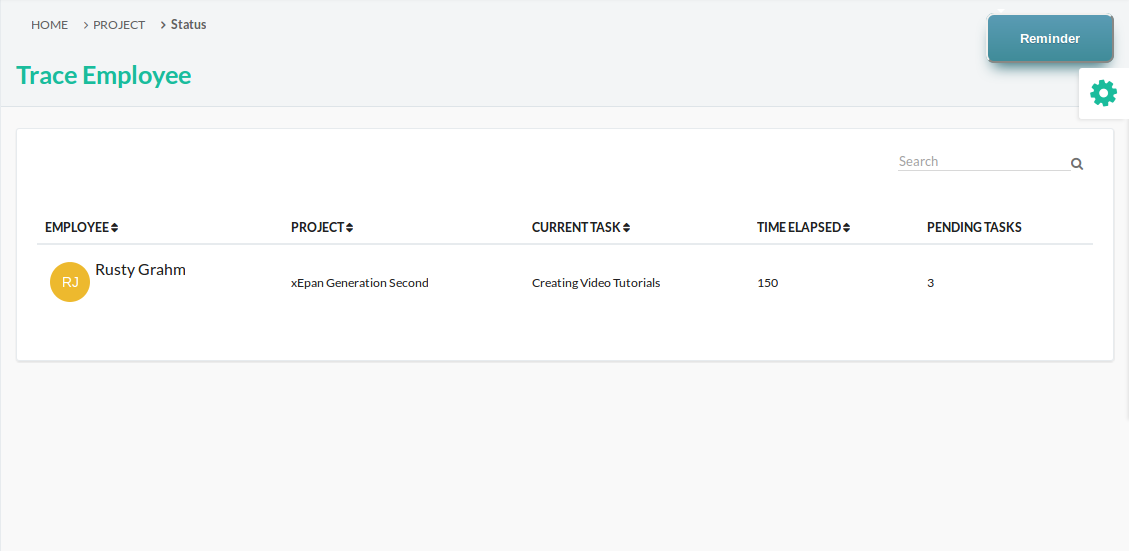 HOME > PROJECT > Status
Reminder
Trace Employee
Search
EMPLOYEE PROJECT CURRENT TASK TIME ELAPSED PENDING TASKS
RJ Rusty Grahm xEpan Generation Second Creating Video Tutorials 150 3